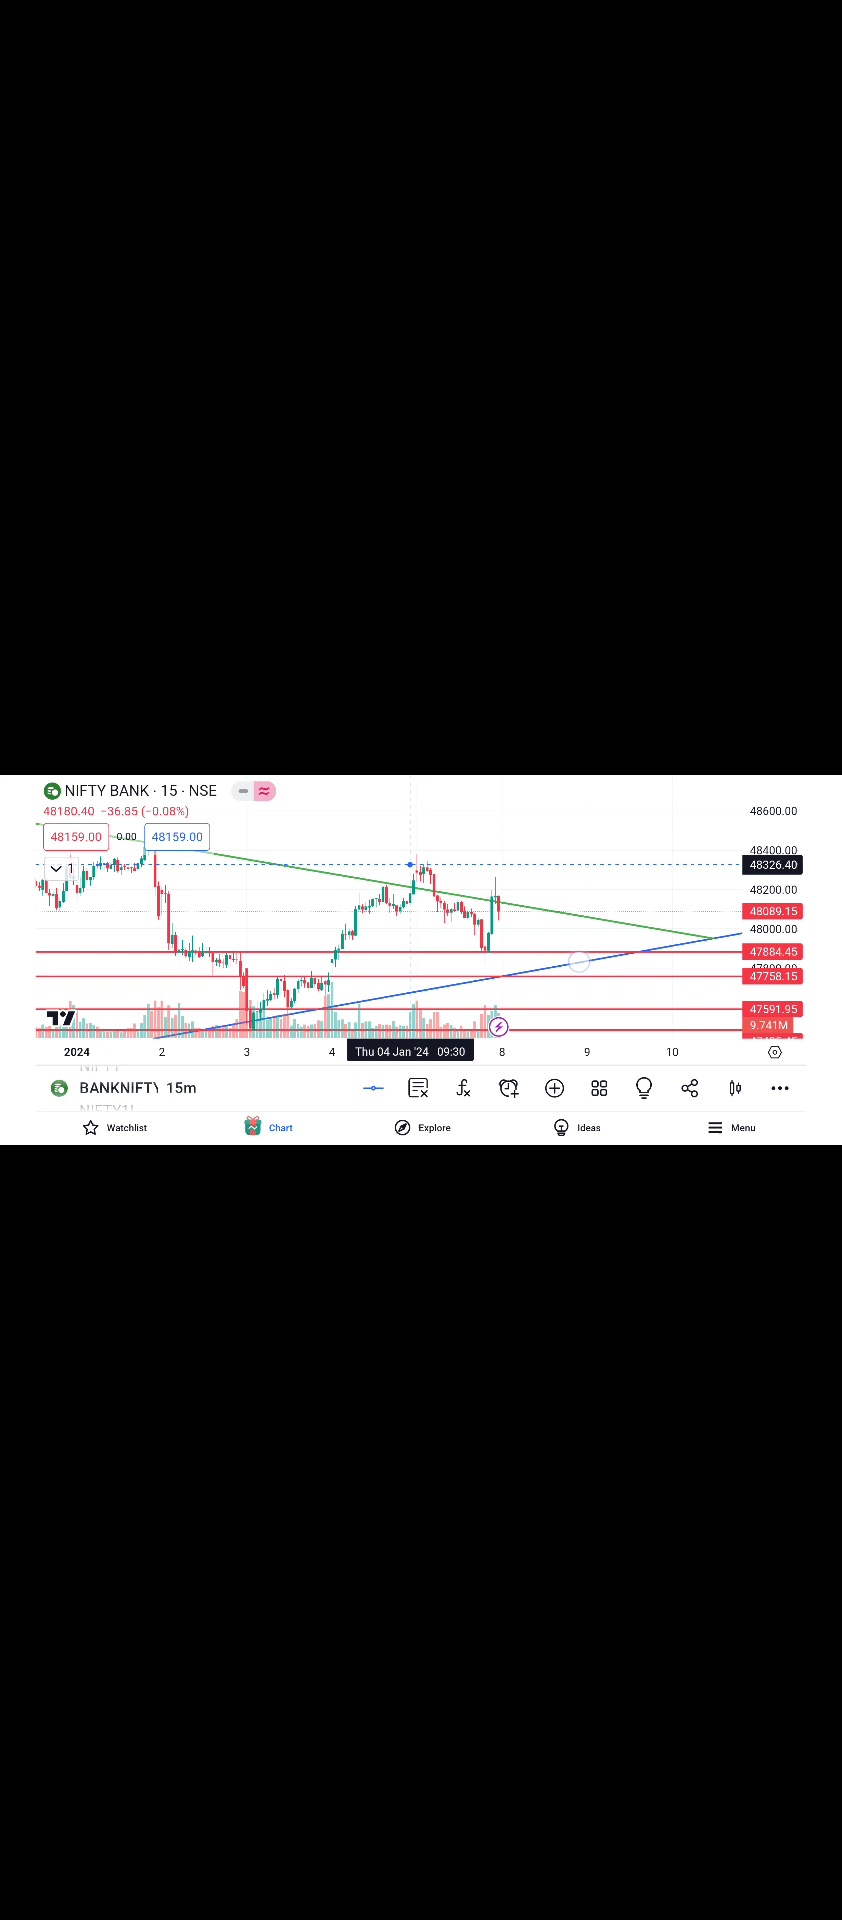 NIFTY BANK · 15 · NSE
48180.40 −36.85 (−0.08%)
48159.00 0.00 48159.00
1
48600.00
48400.00
48326.40
48200.00
48089.15
48000.00
47884.45
47758.15
47591.95
9.741M
2024 2 3 4 Thu 04 Jan '24 09:30 8 9 10
NIFTY
BANKNIFTY 15m
NIFTY1!
Watchlist Chart Explore Ideas Menu